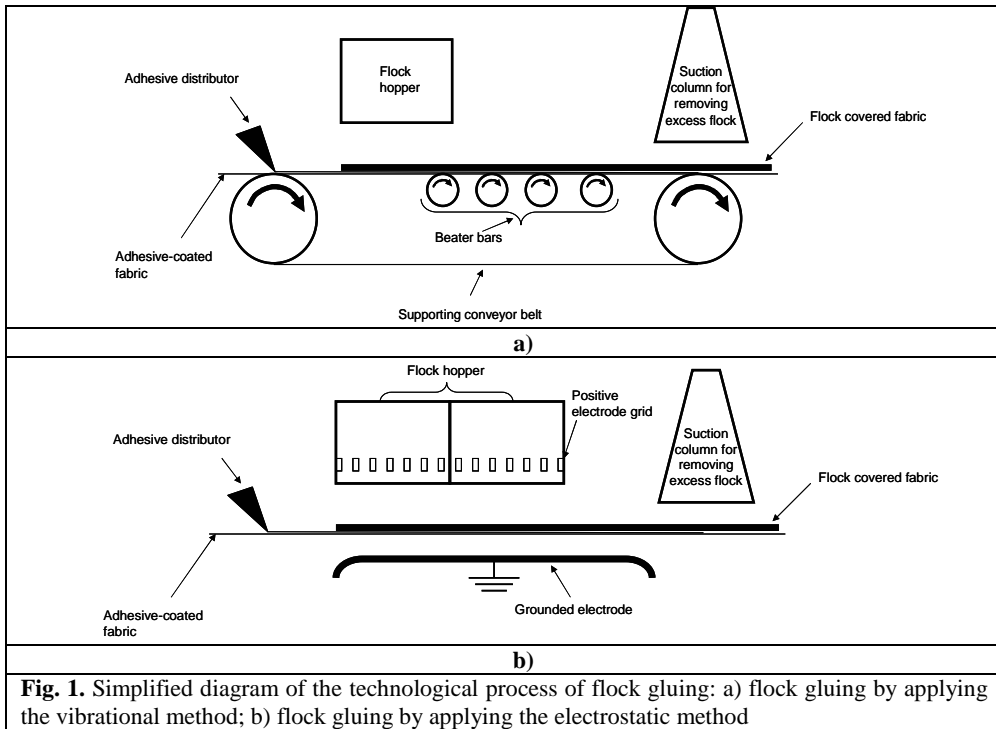 Adhesive distributor
Flock
hopper
Suction
column for
removing
excess flock
Flock covered fabric
Adhesive-coated
fabric
Beater bars
Supporting conveyor belt
a)
Flock hopper
Positive
electrode grid
Adhesive distributor
Suction
column for
removing
excess flock
Flock covered fabric
Adhesive-coated
fabric
Grounded electrode
b)
Fig. 1. Simplified diagram of the technological process of flock gluing: a) flock gluing by applying
the vibrational method; b) flock gluing by applying the electrostatic method